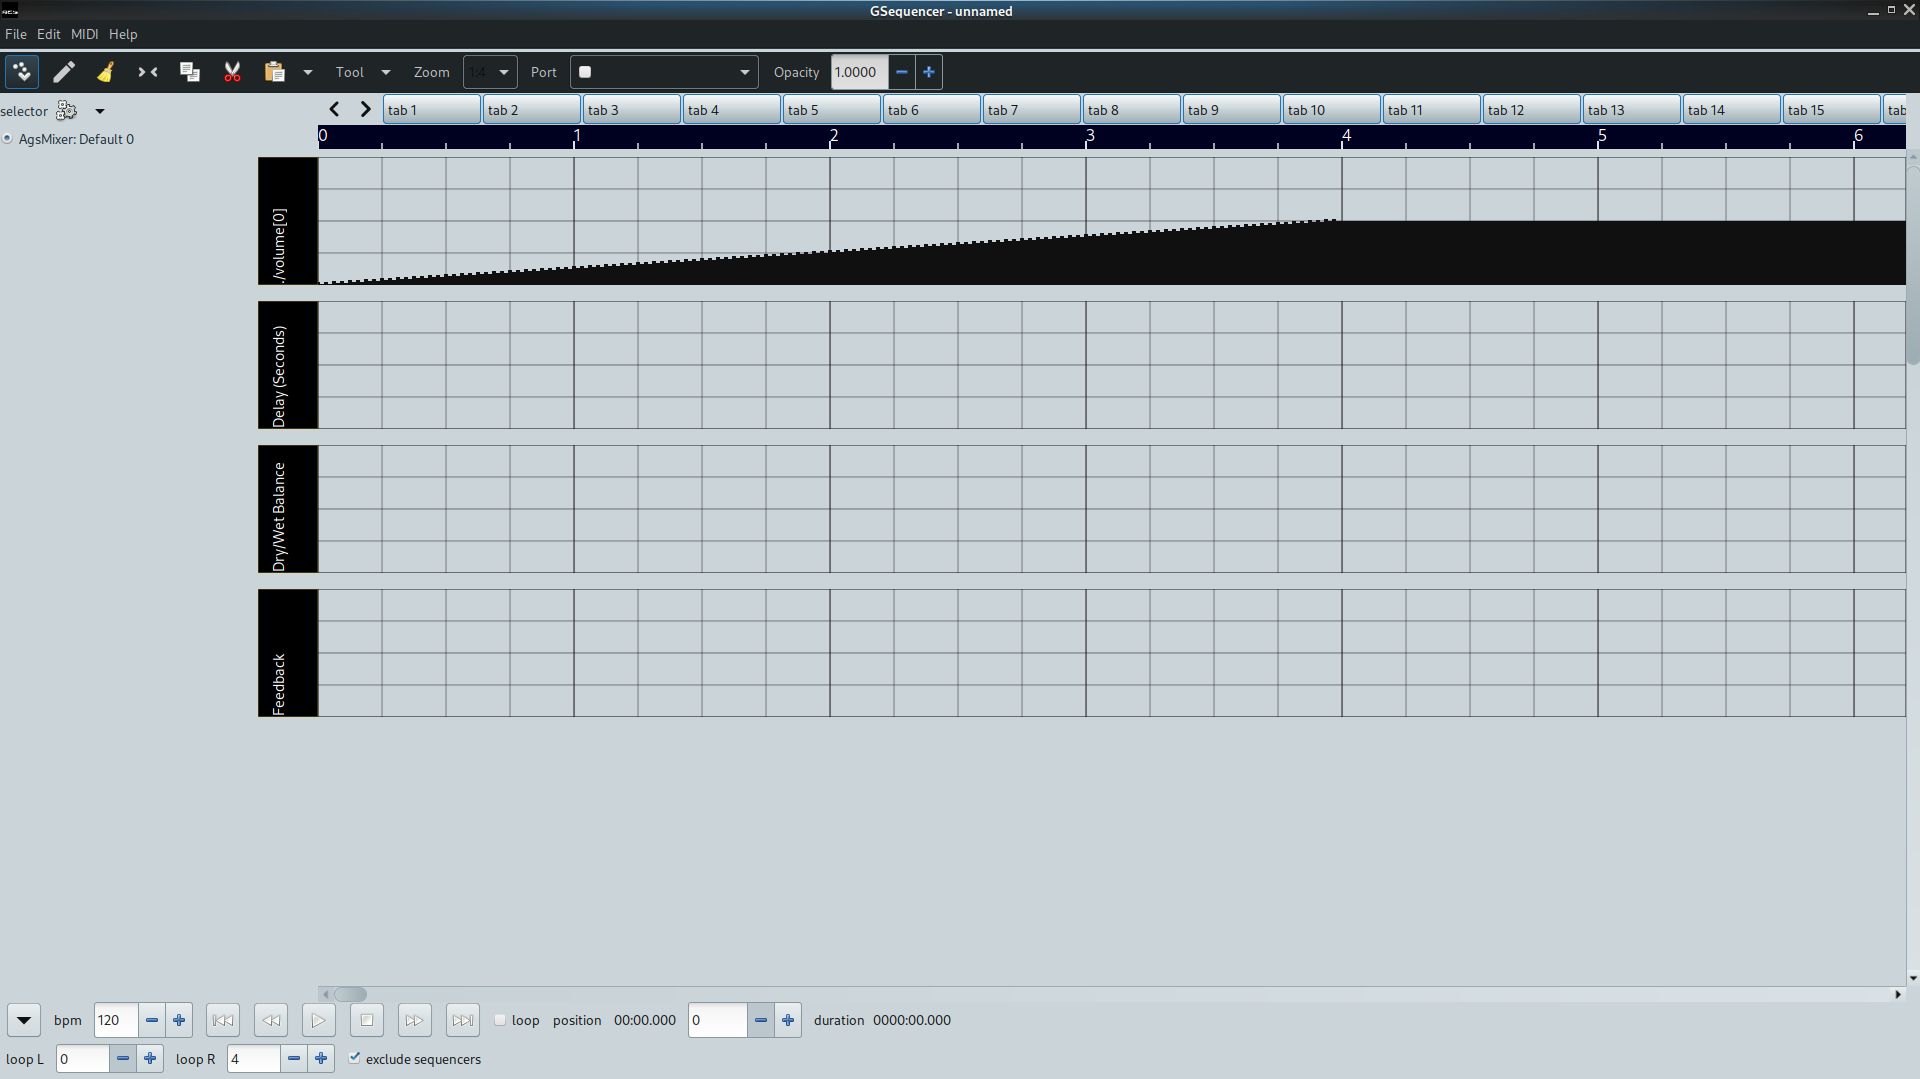 GSequencer - unnamed
File Edit MIDI Help
Tool Zoom 1:4 Port Opacity 1.0000
selector
tab 1 tab 2 tab 3 tab 4 tab 5 tab 6 tab 7 tab 8 tab 9 tab 10 tab 11 tab 12 tab 13 tab 14 tab 15 tab
AgsMixer: Default 0
0 1 2 3 4 5 6
./volume[0]
Delay (Seconds)
Dry/Wet Balance
Feedback
bpm 120 loop position 00:00.000 0 duration 0000:00.000
loop L 0 loop R 4 exclude sequencers